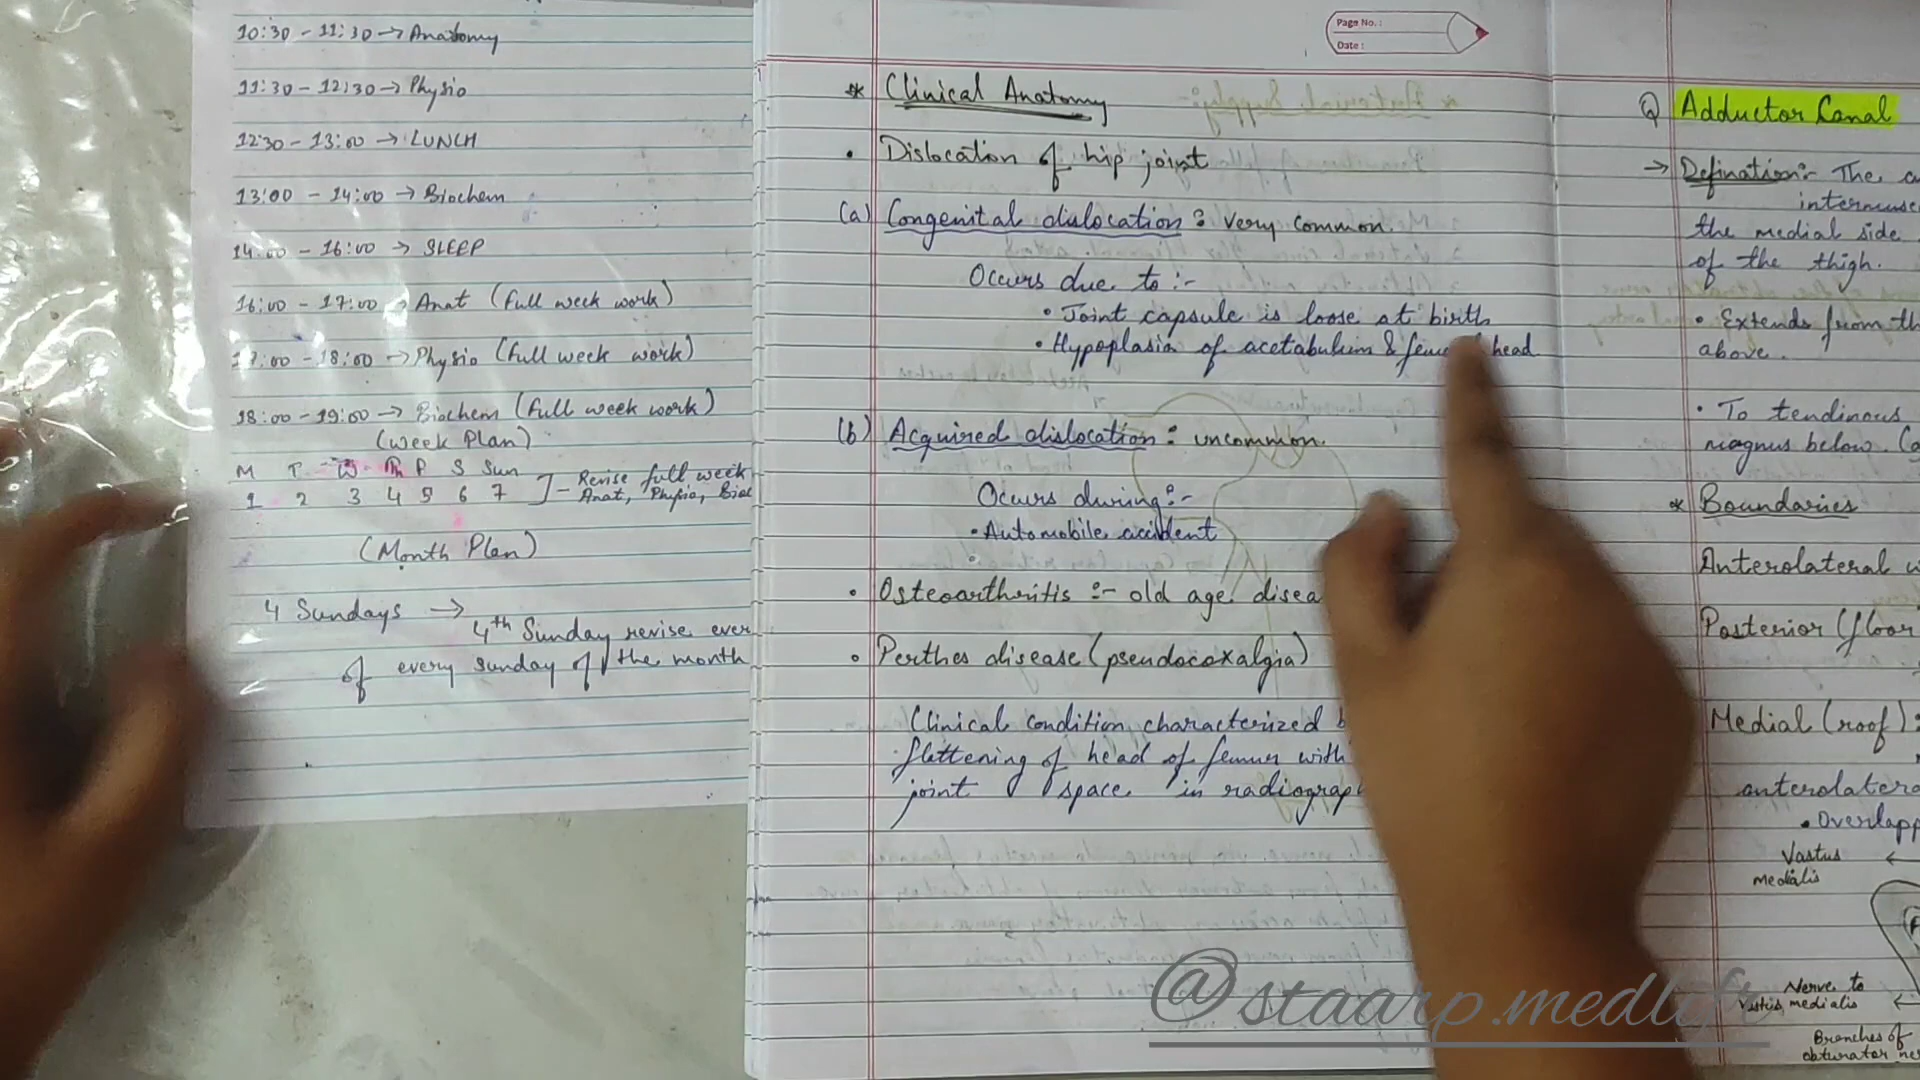 10:30 - 11:30 → Anatomy
11:30 - 12:30 → Physio
12:30 - 13:00 → LUNCH
13:00 - 14:00 → Biochem
14:00 - 16:00 → SLEEP
16:00 - 17:00 → Anat (full week work)
17:00 - 18:00 → Physio (full week work)
18:00 - 19:00 → Biochem (full week work)
(week Plan)
M T W Th F S Sun
1 2 3 4 5 6 7 ] - Revise full week
Anat, Physio, Bioc
(Month Plan)
4 Sundays →
4th Sunday revise ever
of every sunday of the month
Page No.:
Date:
* Clinical Anatomy
• Dislocation of hip joint
(a) Congenital dislocation : very common.
Occurs due to :-
• Joint capsule is loose at birth
• Hypoplasia of acetabulum & head
(b) Acquired dislocation : uncommon.
Occurs during :-
• Automobile accident
• Osteoarthritis :- old age disea
• Perthes disease (pseudocoxalgia)
Clinical condition characterized b
flattening of head of femur with
joint space in radiograp
Q Adductor Canal
→ Defination :- The
intermusc
the medial side
of the thigh.
• Extends from th
above.
• To tendinous
magnus below.
* Boundaries
Anterolateral w
Posterior (floor
Medial (roof) :
anterolatera
• Overlapp
Vastus
medialis ←
Nerve to
Vastus medialis ←
Branches of
obturator ne
@staarp.medlife